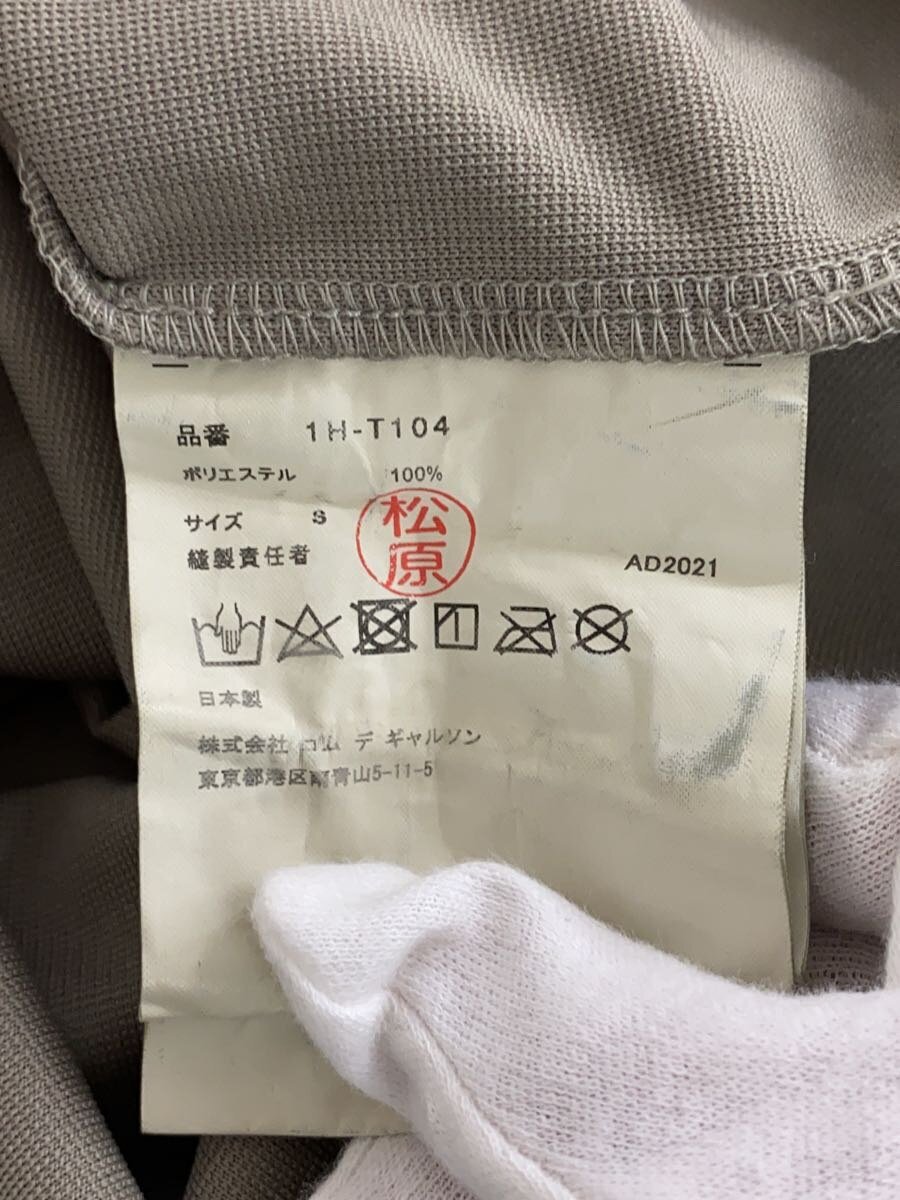 品番 1H-T104
ポリエステル 100%
サイズ S
松原
縫製責任者
AD2021
日本製
株式会社 コム デ ギャルソン
東京都港区南青山5-11-5